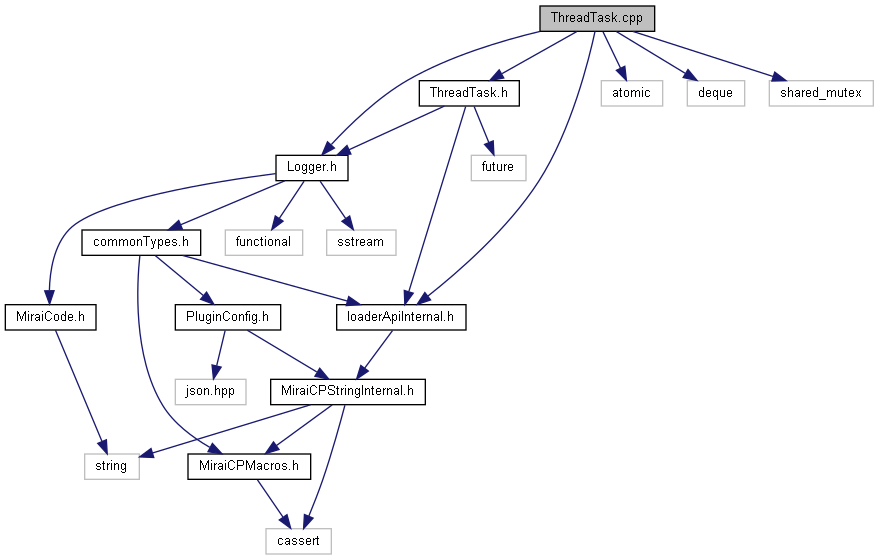 ThreadTask.cpp
ThreadTask.h
atomic
deque
shared_mutex
Logger.h
future
commonTypes.h
functional
sstream
MiraiCode.h
PluginConfig.h
loaderApiInternal.h
json.hpp
MiraiCPStringInternal.h
string
MiraiCPMacros.h
cassert